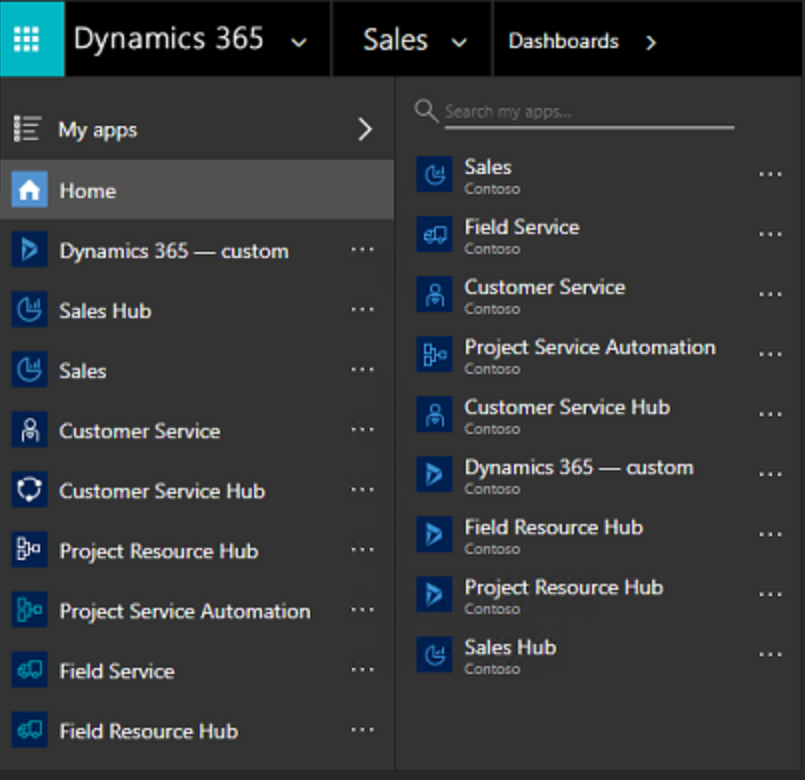 Dynamics 365
Sales
Dashboards
My apps
Home
Dynamics 365 — custom
Sales Hub
Sales
Customer Service
Customer Service Hub
Project Resource Hub
Project Service Automation
Field Service
Field Resource Hub
Search my apps...
Sales
Contoso
Field Service
Contoso
Customer Service
Contoso
Project Service Automation
Contoso
Customer Service Hub
Contoso
Dynamics 365 — custom
Contoso
Field Resource Hub
Contoso
Project Resource Hub
Contoso
Sales Hub
Contoso